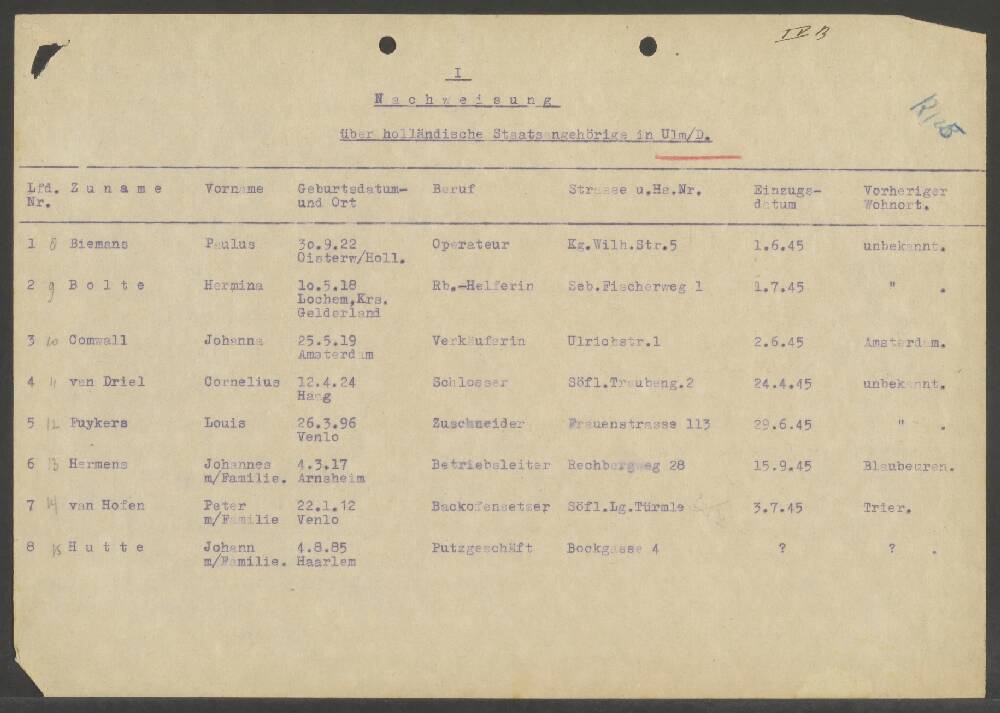 I
Nachweisung
über holländische Staatsangehörige in Ulm/D.
Lfd. Zuname Vorname Geburtsdatum- Beruf Strasse u.Hs.Nr. Einzugs- Vorheriger
Nr. und Ort datum Wohnort.
1 8 Biemans Paulus 30.9.22 Operateur Kg.Wilh.Str.5 1.6.45 unbekannt.
Oisterw/Holl.
2 9 Bolte Hermina 10.5.18 Rb.-Helferin Seb.Fischerweg 1 1.7.45 " .
Lochem,Krs.
Gelderland
3 10 Comwall Johanna 25.5.19 Verkäuferin Ulrichstr.1 2.6.45 Amsterdam.
Amsterdam
4 11 van Driel Cornelius 12.4.24 Schlosser Söfl.Traubeng.2 24.4.45 unbekannt.
Haag
5 12 Puykers Louis 26.3.96 Zuschneider Frauenstrasse 113 29.6.45 " .
Venlo
6 13 Hermens Johannes 4.3.17 Betriebsleiter Rechbergweg 28 15.9.45 Blaubeuren.
m/Familie. Arnsheim
7 14 van Hofen Peter 22.1.12 Backofensetzer Söfl.Lg.Türmle 3.7.45 Trier.
m/Familie Venlo
8 15 Hutte Johann 4.8.85 Putzgeschäft Bockgasse 4 ? ? .
m/Familie. Haarlem